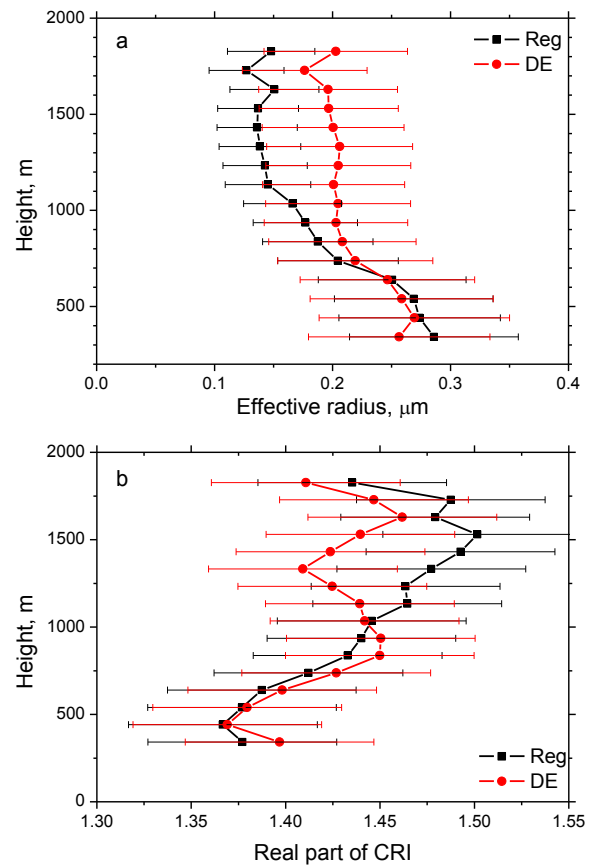 a
Reg
DE
2000
1500
1000
500
Height, m
0.0 0.1 0.2 0.3 0.4
Effective radius, μm
b
2000
1500
1000
500
0
Height, m
Reg
DE
1.30 1.35 1.40 1.45 1.50 1.55
Real part of CRI